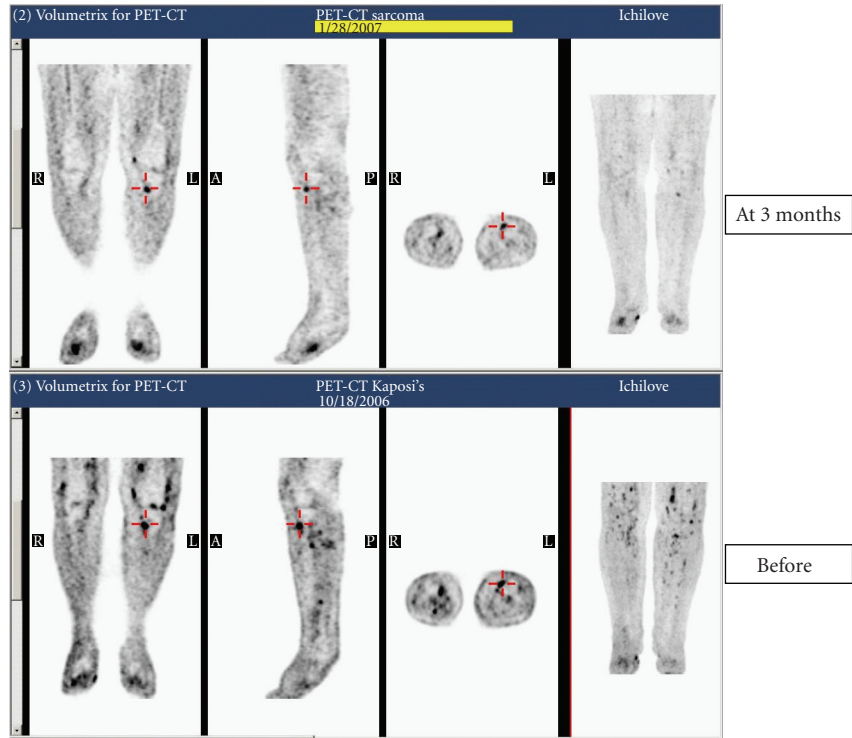 (2) Volumetrix for PET-CT PET-CT sarcoma Ichilove
1/28/2007
R L A P R L
At 3 months
(3) Volumetrix for PET-CT PET-CT Kaposi's Ichilove
10/18/2006
R L A P R L
Before